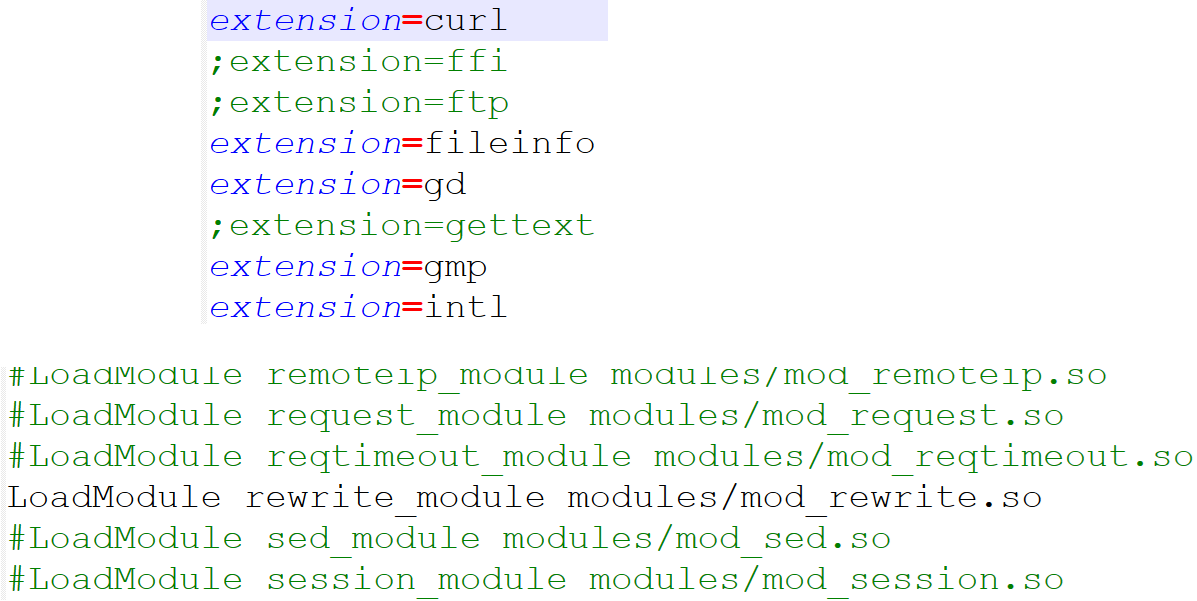 extension=curl
;extension=ffi
;extension=ftp
extension=fileinfo
extension=gd
;extension=gettext
extension=gmp
extension=intl
#LoadModule remoteip_module modules/mod_remoteip.so
#LoadModule request_module modules/mod_request.so
#LoadModule reqtimeout_module modules/mod_reqtimeout.so
LoadModule rewrite_module modules/mod_rewrite.so
#LoadModule sed_module modules/mod_sed.so
#LoadModule session_module modules/mod_session.so